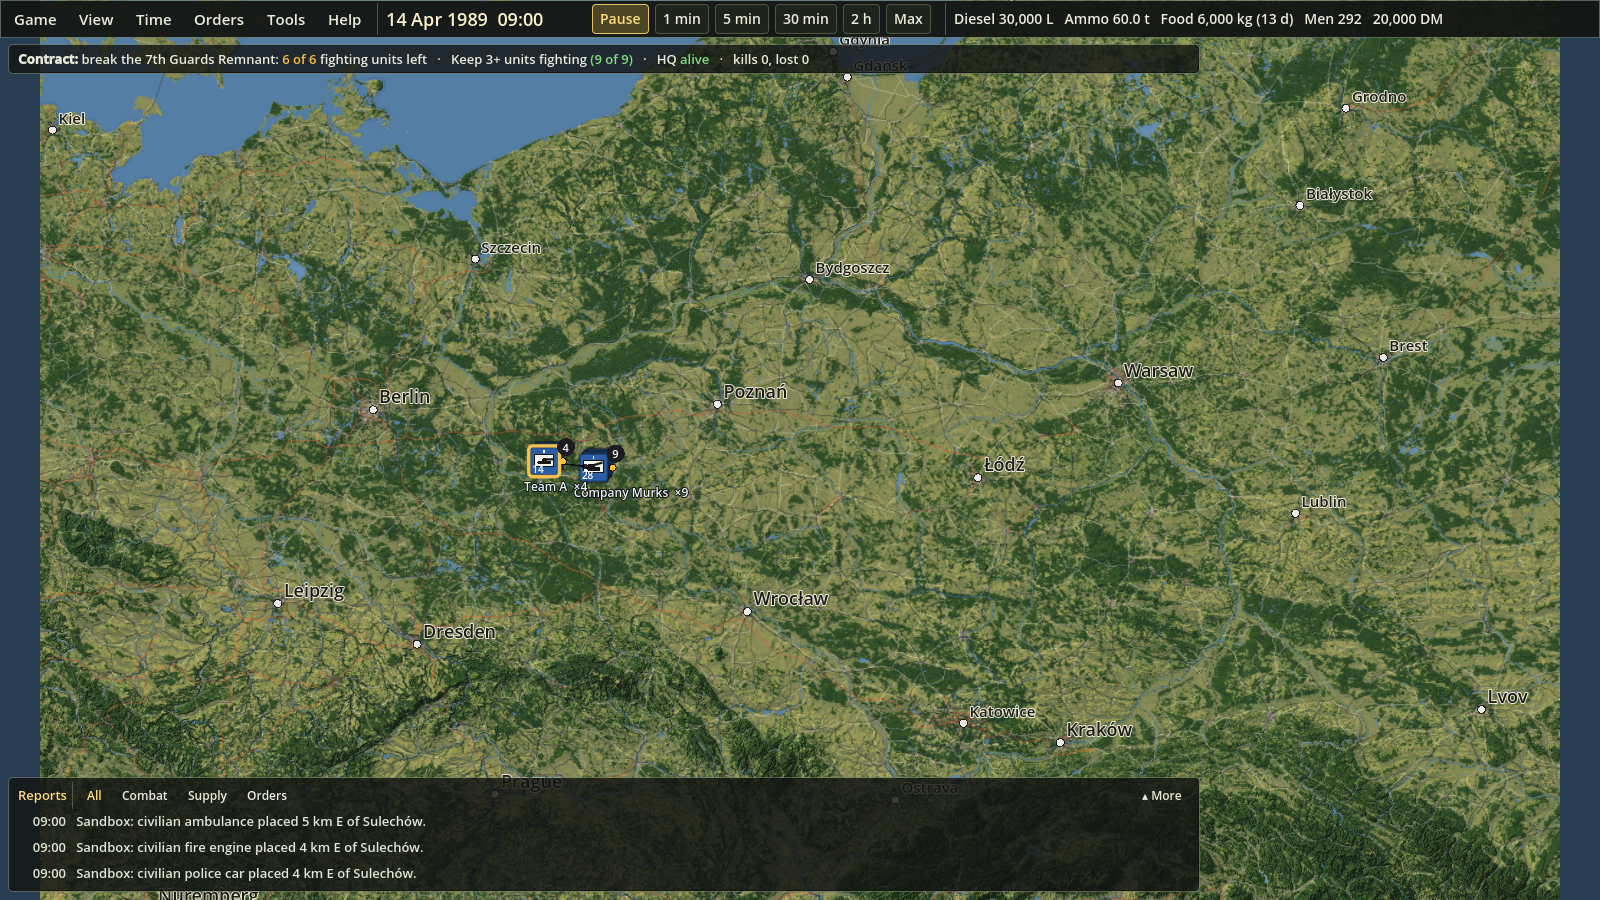 Game View Time Orders Tools Help 14 Apr 1989 09:00 Pause 1 min 5 min 30 min 2 h Max Diesel 30,000 L Ammo 60.0 t Food 6,000 kg (13 d) Men 292 20,000 DM
Contract: break the 7th Guards Remnant: 6 of 6 fighting units left · Keep 3+ units fighting (9 of 9) · HQ alive · kills 0, lost 0
Gdynia
Gdańsk
Grodno
Kiel
Białystok
Szczecin
Bydgoszcz
Brest
Warsaw
Berlin
Poznań
4
9
14
28
Team A ×4
Company Murks ×9
Łódź
Lublin
Leipzig
Wrocław
Dresden
Lvov
Katowice
Kraków
Prague
Ostrava
Reports All Combat Supply Orders ▴ More
09:00 Sandbox: civilian ambulance placed 5 km E of Sulechów.
09:00 Sandbox: civilian fire engine placed 4 km E of Sulechów.
09:00 Sandbox: civilian police car placed 4 km E of Sulechów.
Nuremberg